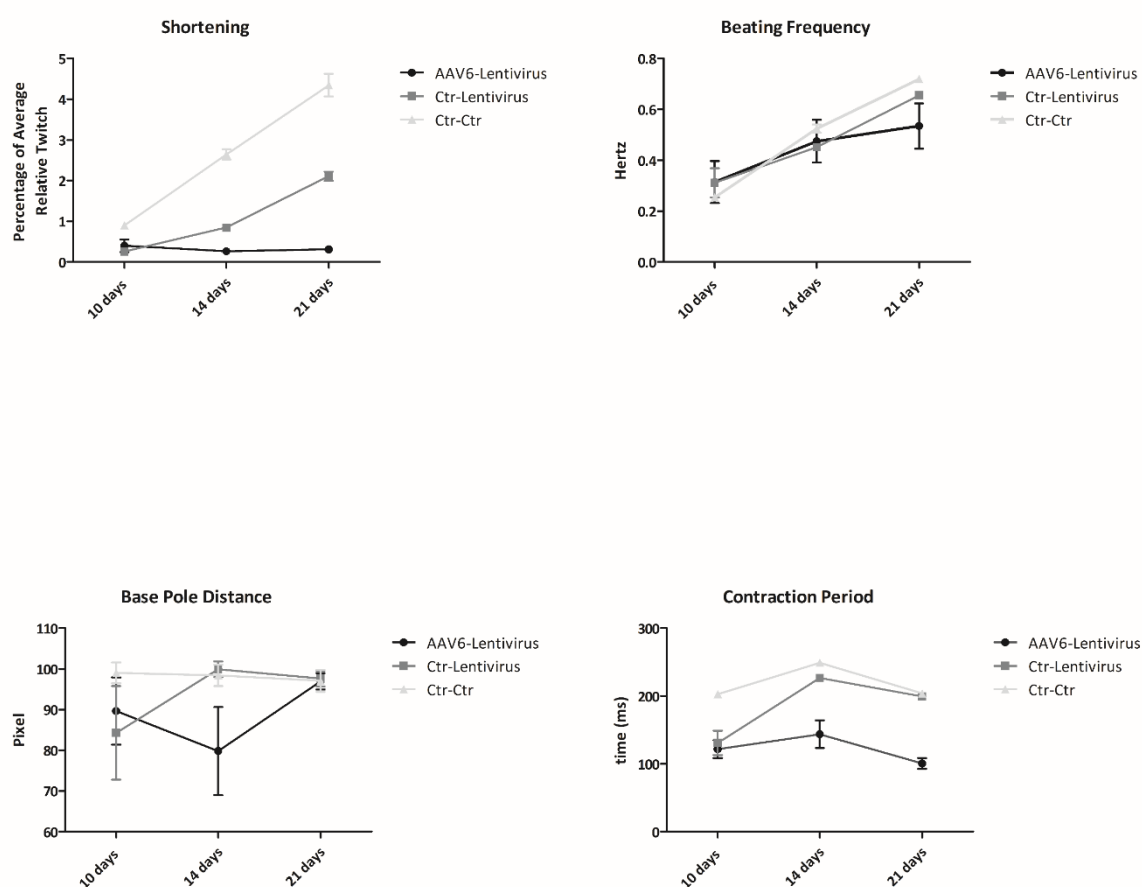 Shortening
Percentage of Average
Relative Twitch
5
4
3
2
1
0
10 days
14 days
21 days
AAV6-Lentivirus
Ctr-Lentivirus
Ctr-Ctr
Beating Frequency
Hertz
0.8
0.6
0.4
0.2
0.0
10 days
14 days
21 days
AAV6-Lentivirus
Ctr-Lentivirus
Ctr-Ctr
Base Pole Distance
Pixel
110
100
90
80
70
60
10 days
14 days
21 days
AAV6-Lentivirus
Ctr-Lentivirus
Ctr-Ctr
Contraction Period
time (ms)
300
200
100
0
10 days
14 days
21 days
AAV6-Lentivirus
Ctr-Lentivirus
Ctr-Ctr